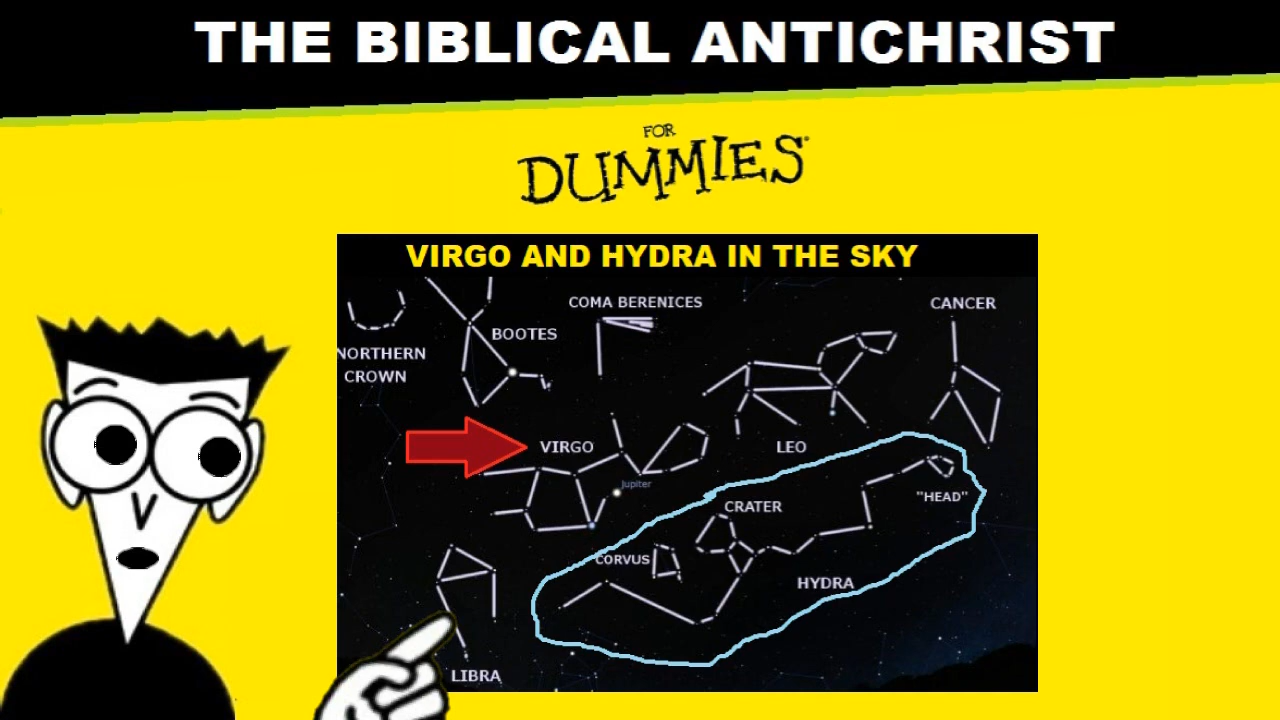 THE BIBLICAL ANTICHRIST
FOR
DUMMIES®
VIRGO AND HYDRA IN THE SKY
COMA BERENICES
CANCER
BOOTES
NORTHERN
CROWN
VIRGO
LEO
Jupiter
"HEAD"
CRATER
CORVUS
HYDRA
LIBRA